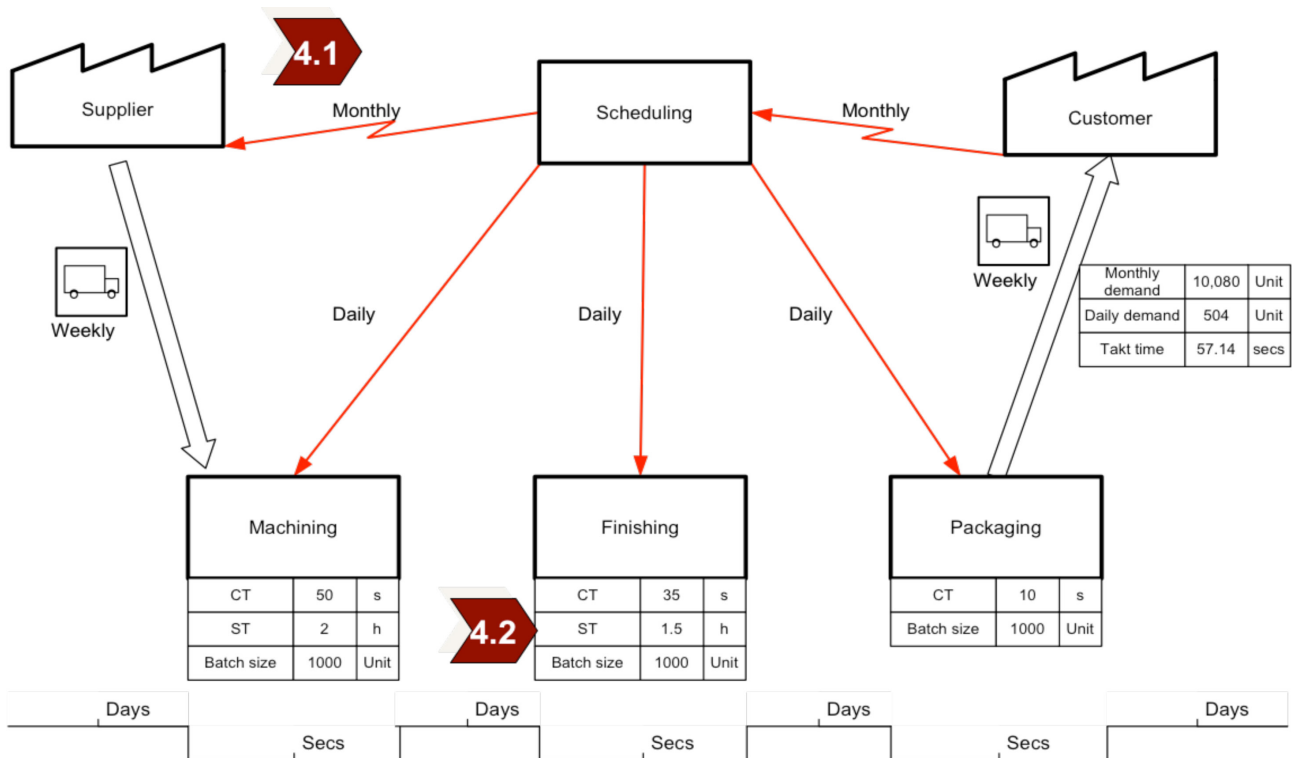 4.1
Supplier
Monthly
Scheduling
Monthly
Customer
Weekly
Weekly
Monthly demand 10,080 Unit
Daily demand 504 Unit
Takt time 57.14 secs
Daily
Daily
Daily
Machining
CT 50 s
ST 2 h
Batch size 1000 Unit
4.2
Finishing
CT 35 s
ST 1.5 h
Batch size 1000 Unit
Packaging
CT 10 s
Batch size 1000 Unit
Days
Days
Days
Days
Secs
Secs
Secs